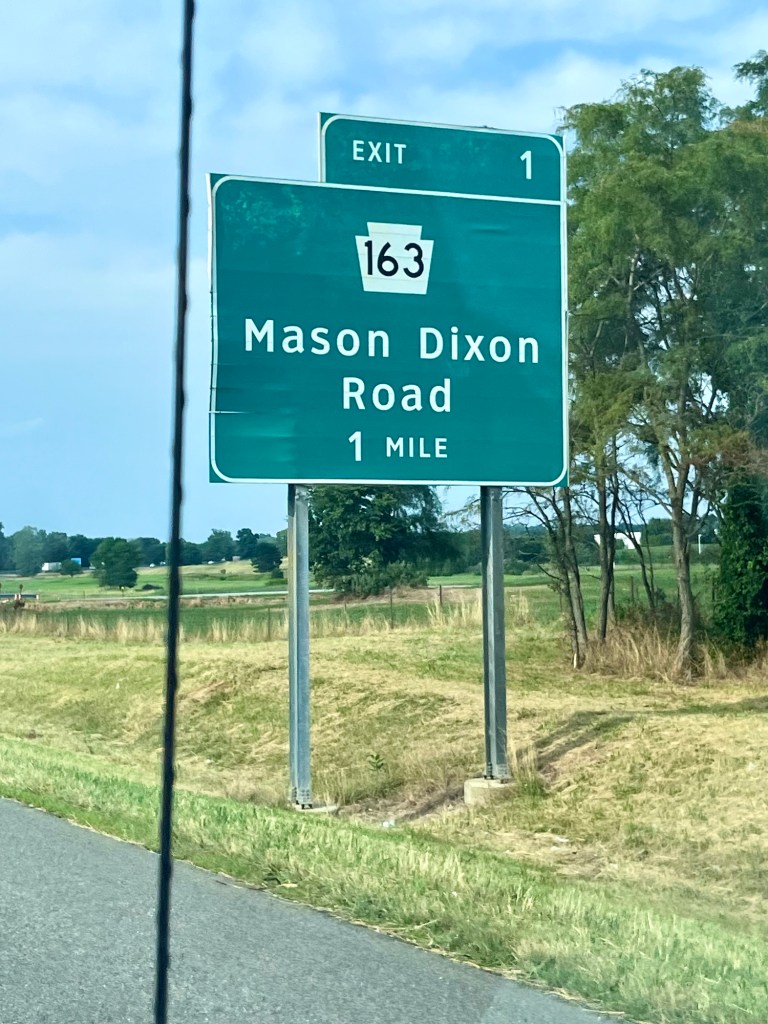 EXIT 1
163
Mason Dixon
Road
1 MILE